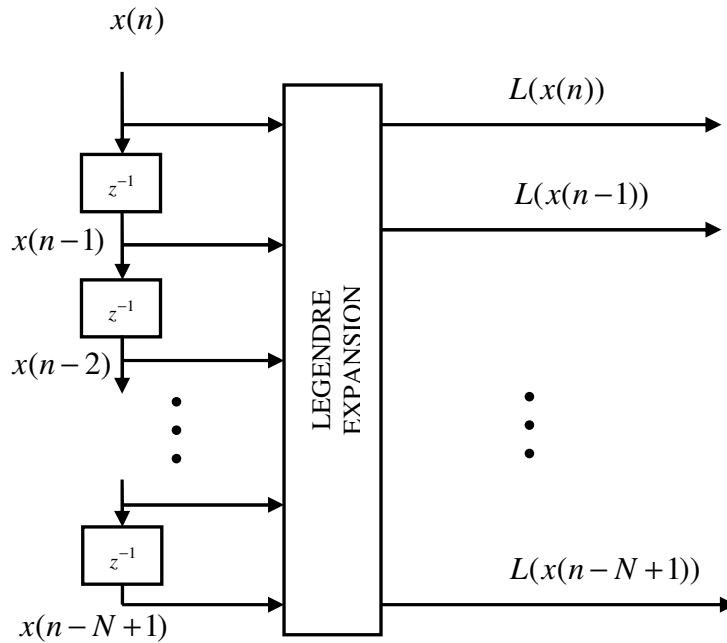 x(n)
L(x(n))
z⁻¹
L(x(n−1))
x(n−1)
z⁻¹
LEGENDRE
EXPANSION
x(n−2)
z⁻¹
L(x(n−N+1))
x(n−N+1)